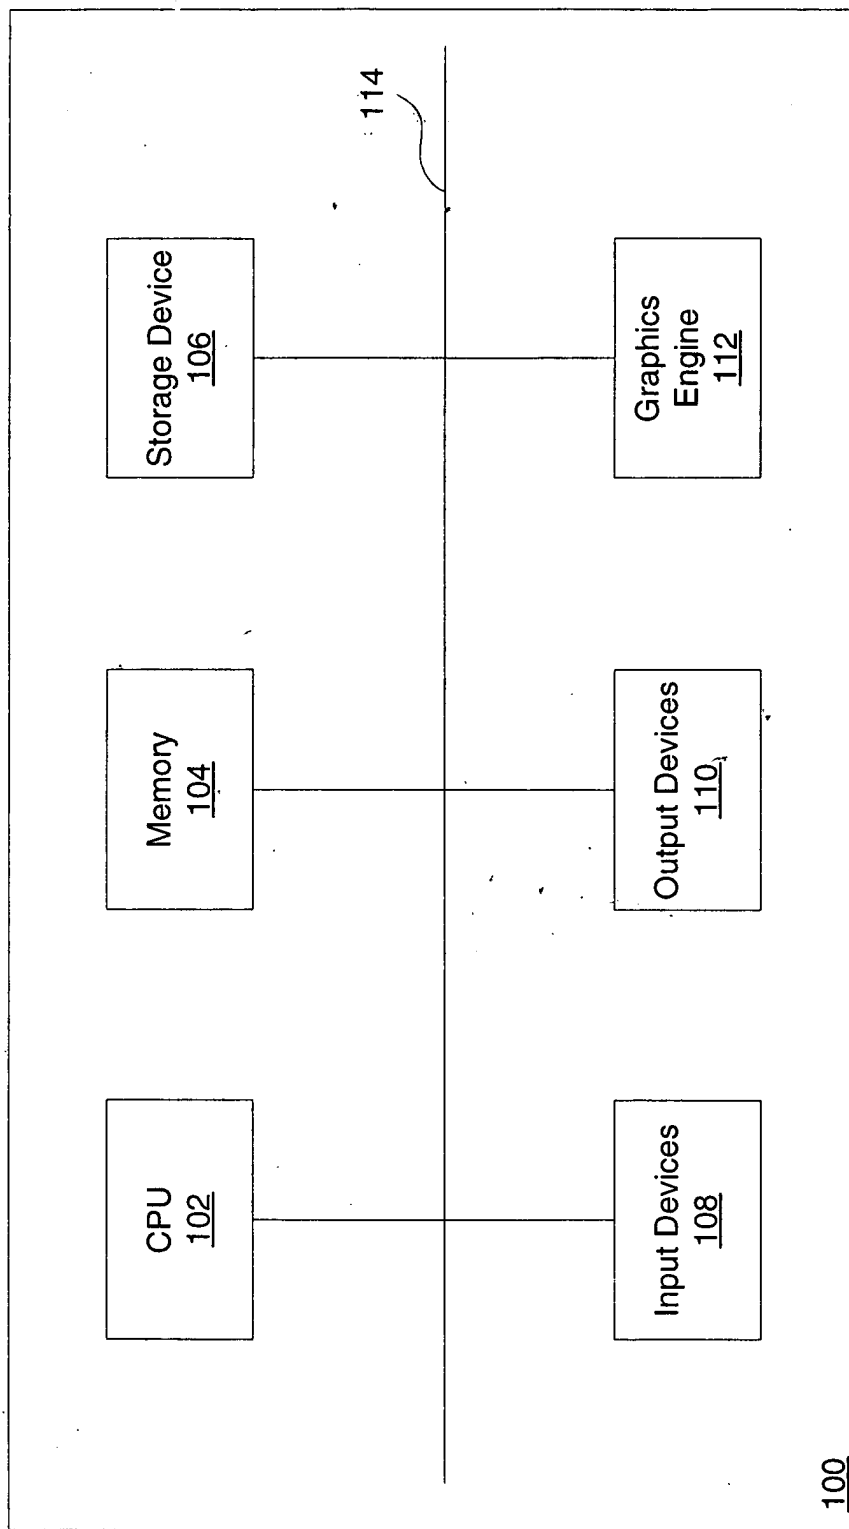 CPU
102
Memory
104
Storage Device
106
114
Input Devices
108
Output Devices
110
Graphics
Engine
112
100